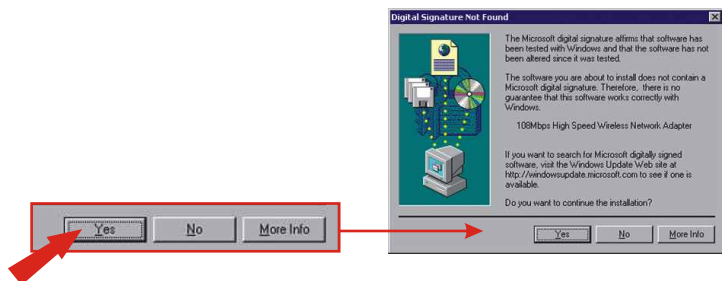 Digital Signature Not Found
The Microsoft digital signature affirms that software has
been tested with Windows and that the software has not
been altered since it was tested.
The software you are about to install does not contain a
Microsoft digital signature. Therefore, there is no
guarantee that this software works correctly with
Windows.
108Mbps High Speed Wireless Network Adapter
If you want to search for Microsoft digitally signed
software, visit the Windows Update Web site at
http://windowsupdate.microsoft.com to see if one is
available.
Do you want to continue the installation?
Yes No More Info
Yes No More Info